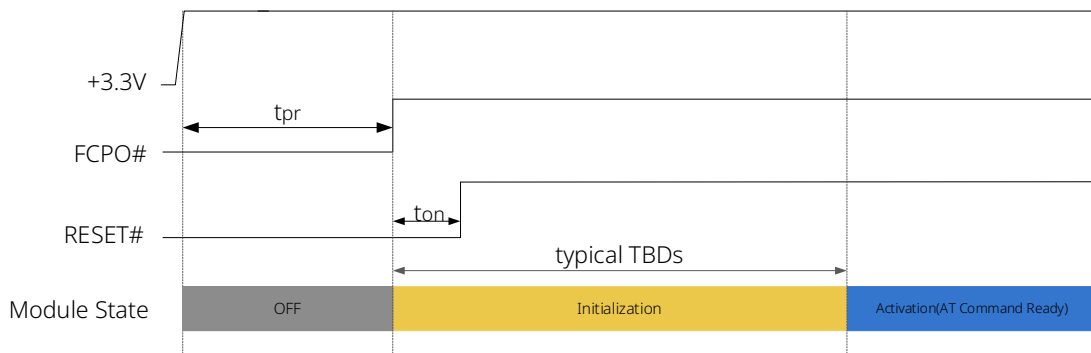 +3.3V
tpr
FCPO#
ton
RESET#
typical TBDs
Module State
OFF
Initialization
Activation(AT Command Ready)